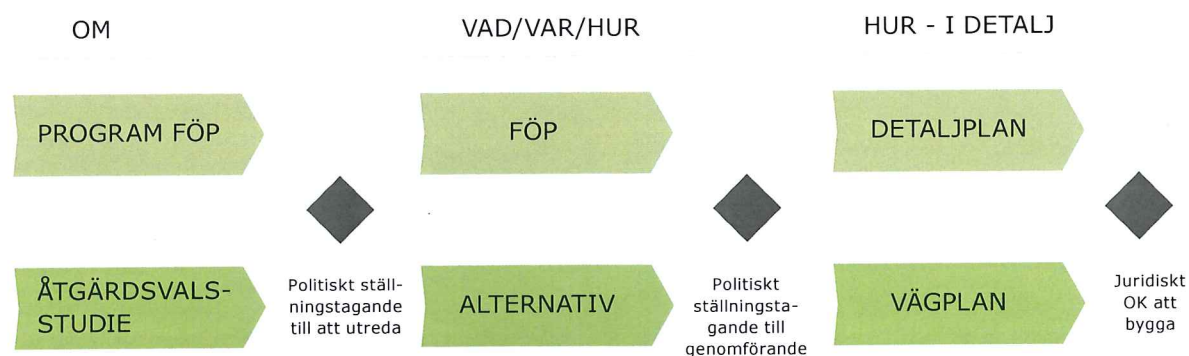 OM
VAD/VAR/HUR
HUR - I DETALJ
PROGRAM FÖP
FÖP
DETALJPLAN
ÅTGÄRDSVALS-
STUDIE
Politiskt ställ-
ningstagande
till att utreda
ALTERNATIV
Politiskt
ställningsta-
gande till
genomförande
VÄGPLAN
Juridiskt
OK att
bygga